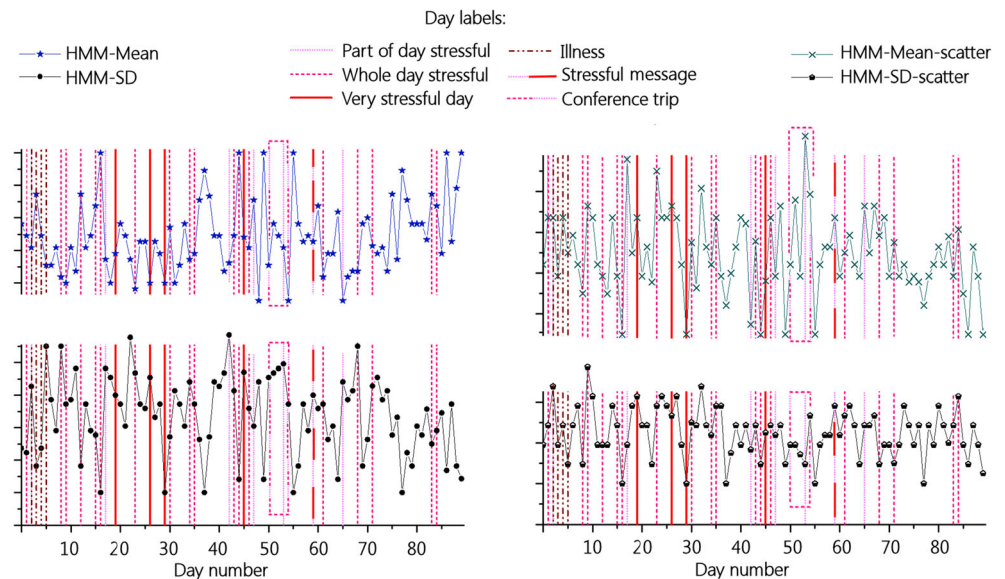 Day labels:
HMM-Mean
HMM-SD
Part of day stressful
Whole day stressful
Very stressful day
Illness
Stressful message
Conference trip
HMM-Mean-scatter
HMM-SD-scatter
10 20 30 40 50 60 70 80
Day number
10 20 30 40 50 60 70 80
Day number